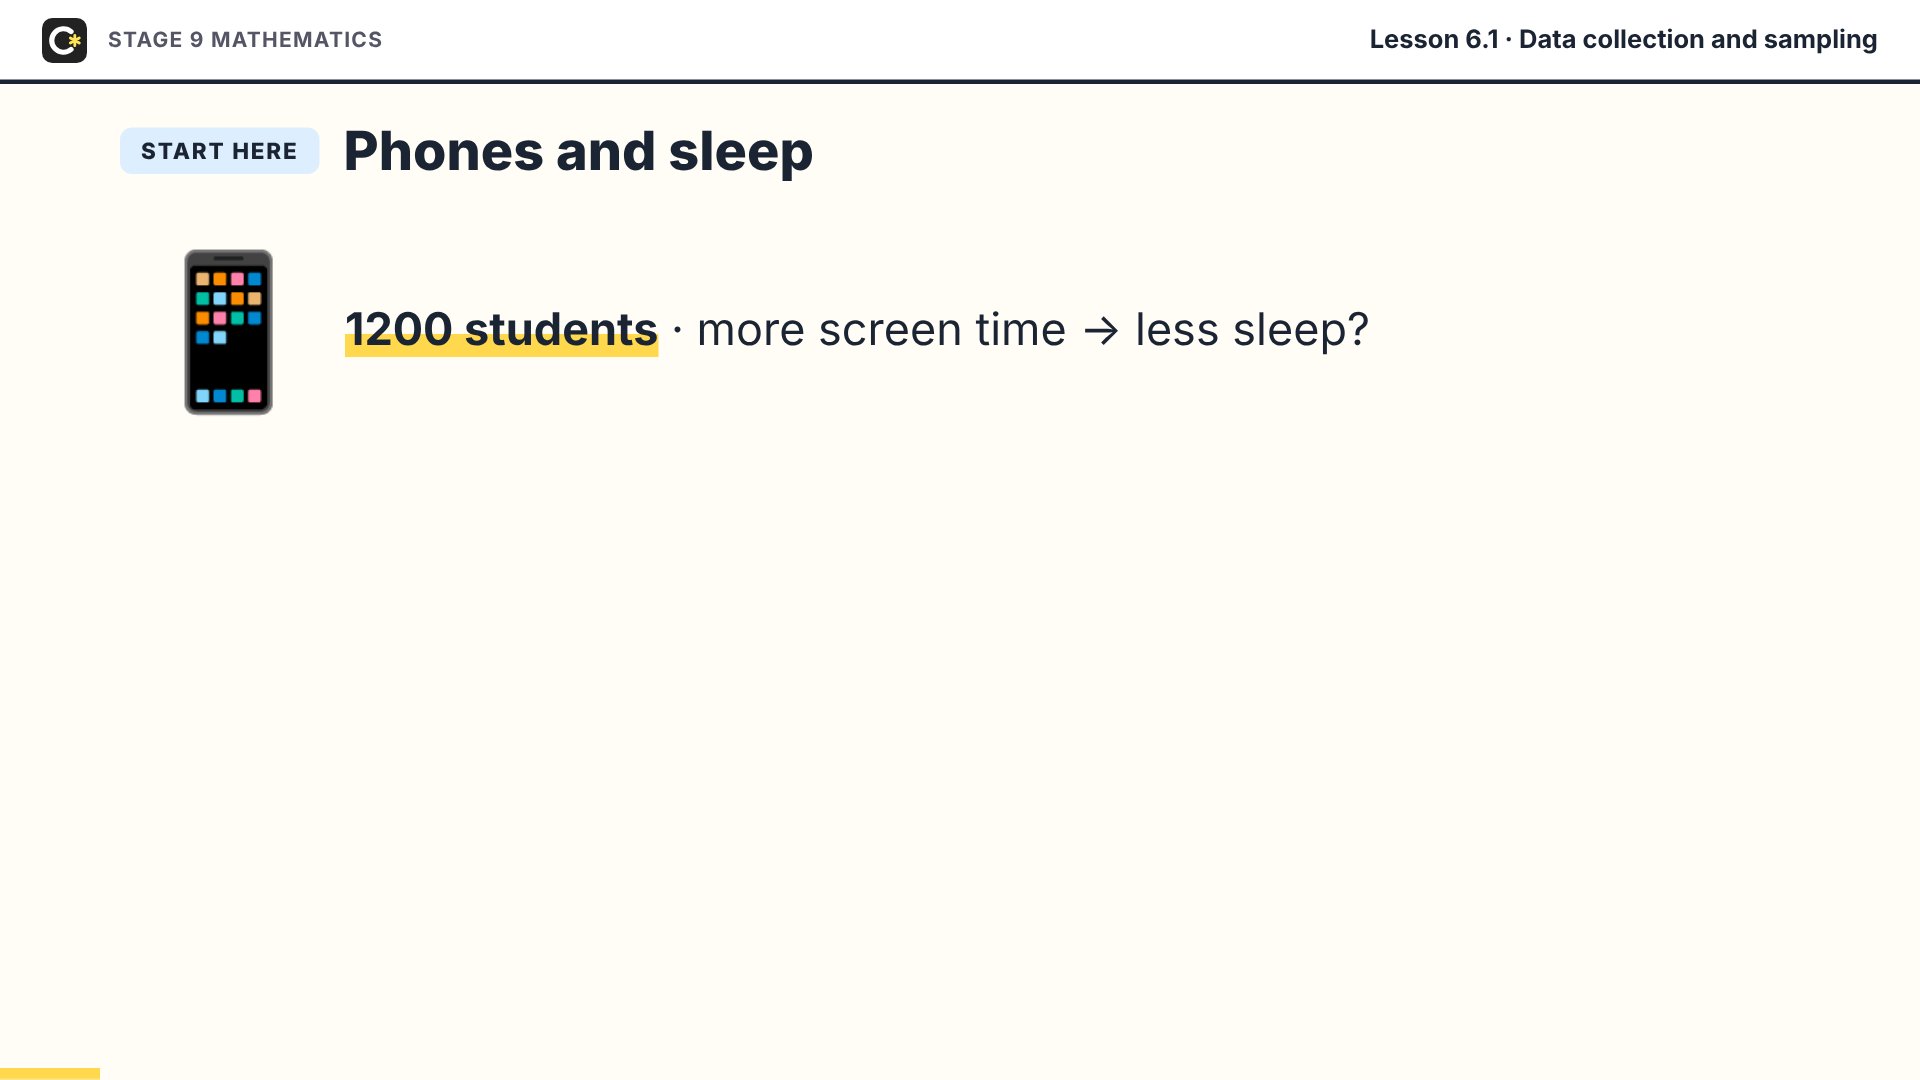 STAGE 9 MATHEMATICS
Lesson 6.1 · Data collection and sampling
START HERE
Phones and sleep
1200 students · more screen time → less sleep?